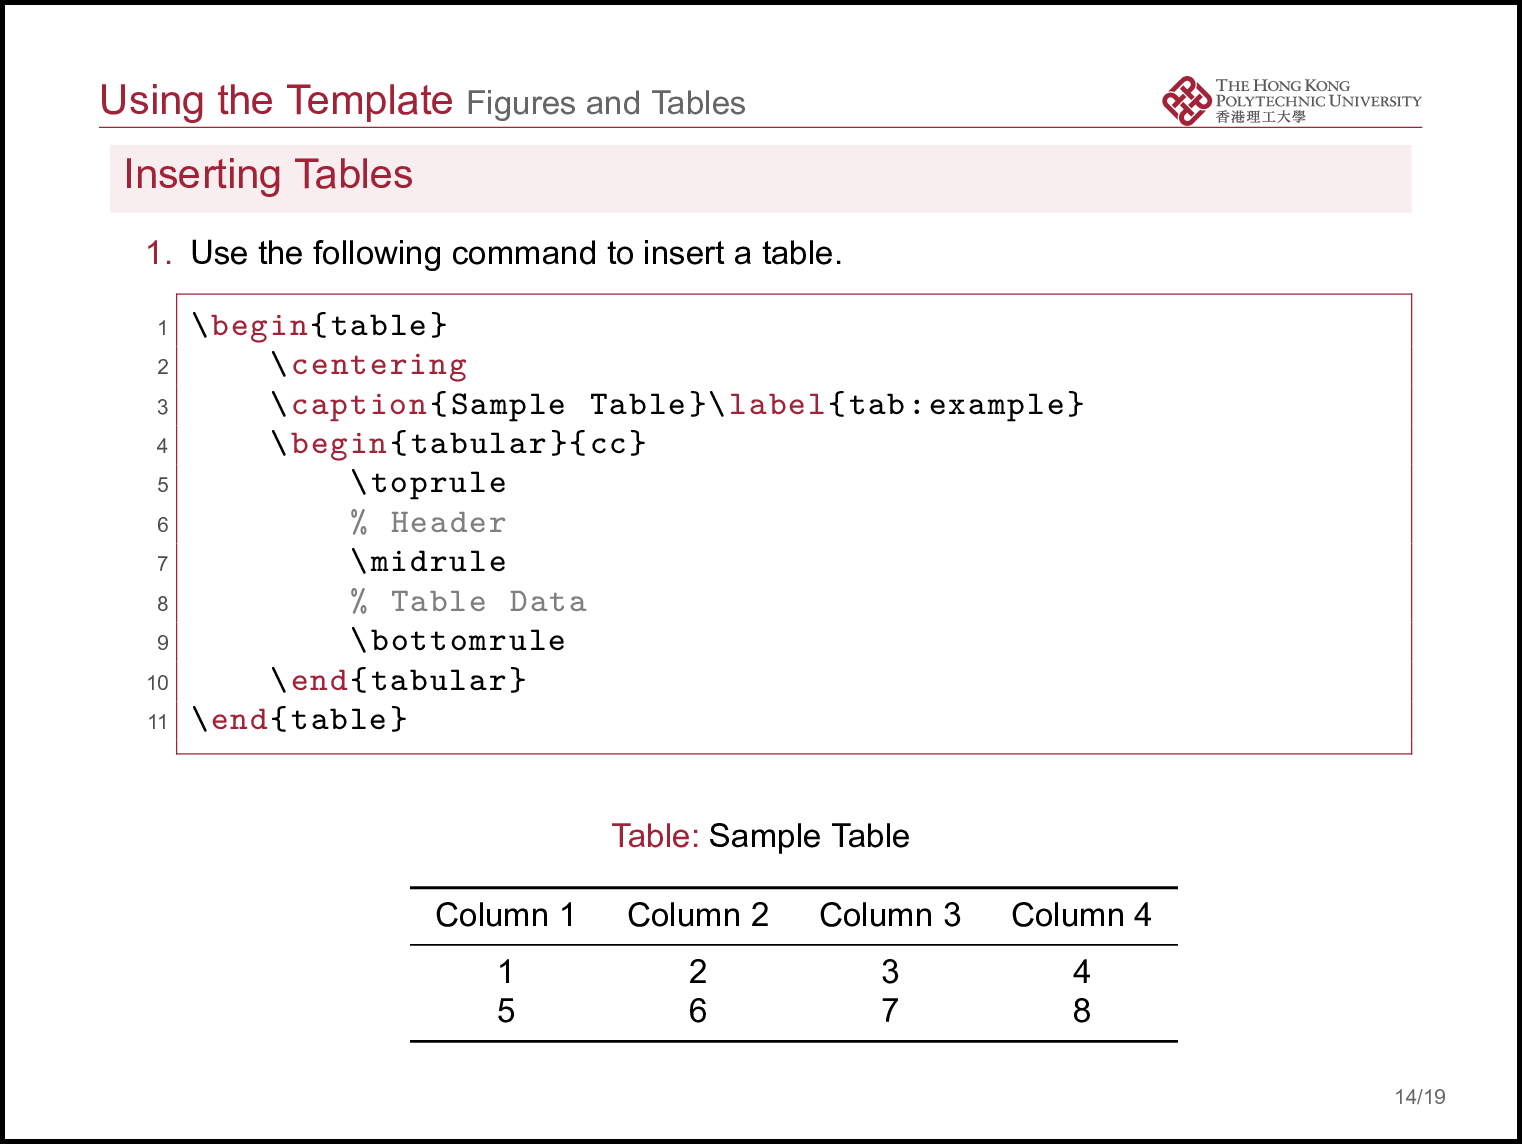 Using the Template Figures and Tables
THE HONG KONG
POLYTECHNIC UNIVERSITY
香港理工大學
Inserting Tables
1. Use the following command to insert a table.
1 \begin{table}
2     \centering
3     \caption{Sample Table}\label{tab:example}
4     \begin{tabular}{cc}
5         \toprule
6         % Header
7         \midrule
8         % Table Data
9         \bottomrule
10     \end{tabular}
11 \end{table}
Table: Sample Table
Column 1 Column 2 Column 3 Column 4
1 2 3 4
5 6 7 8
14/19